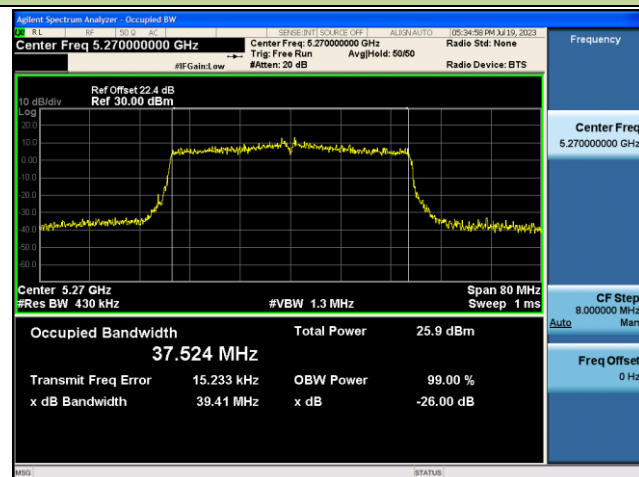 Agilent Spectrum Analyzer - Occupied BW
RL RF 50 Ω AC SENSE:INT SOURCE OFF ALIGN AUTO 05:34:58 PM Jul 19, 2023
Center Freq 5.270000000 GHz Center Freq: 5.270000000 GHz Radio Std: None
Trig: Free Run Avg|Hold: 50/50
#IFGain:Low #Atten: 20 dB Radio Device: BTS
Ref Offset 22.4 dB
10 dB/div Ref 30.00 dBm
Log
20.0
10.0
0.00
-10.0
-20.0
-30.0
-40.0
-50.0
-60.0
Center 5.27 GHz Span 80 MHz
#Res BW 430 kHz #VBW 1.3 MHz Sweep 1 ms
Occupied Bandwidth Total Power 25.9 dBm
37.524 MHz
Transmit Freq Error 15.233 kHz OBW Power 99.00 %
x dB Bandwidth 39.41 MHz x dB -26.00 dB
MSG STATUS
Frequency
Center Freq
5.270000000 GHz
CF Step
8.000000 MHz
Auto Man
Freq Offset
0 Hz